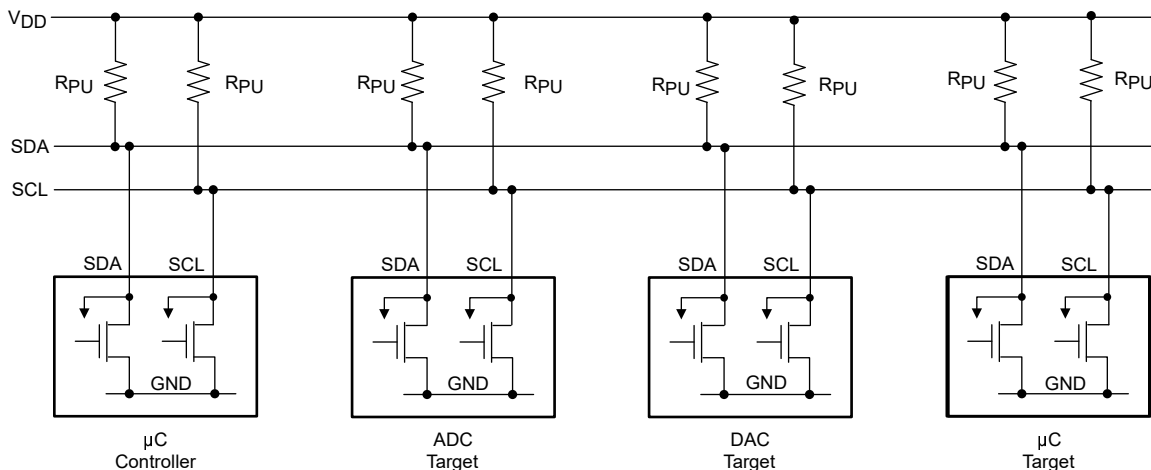 VDD
RPU RPU RPU RPU RPU RPU RPU RPU
SDA
SCL
SDA SCL SDA SCL SDA SCL SDA SCL
GND GND GND GND
µC
Controller
ADC
Target
DAC
Target
µC
Target